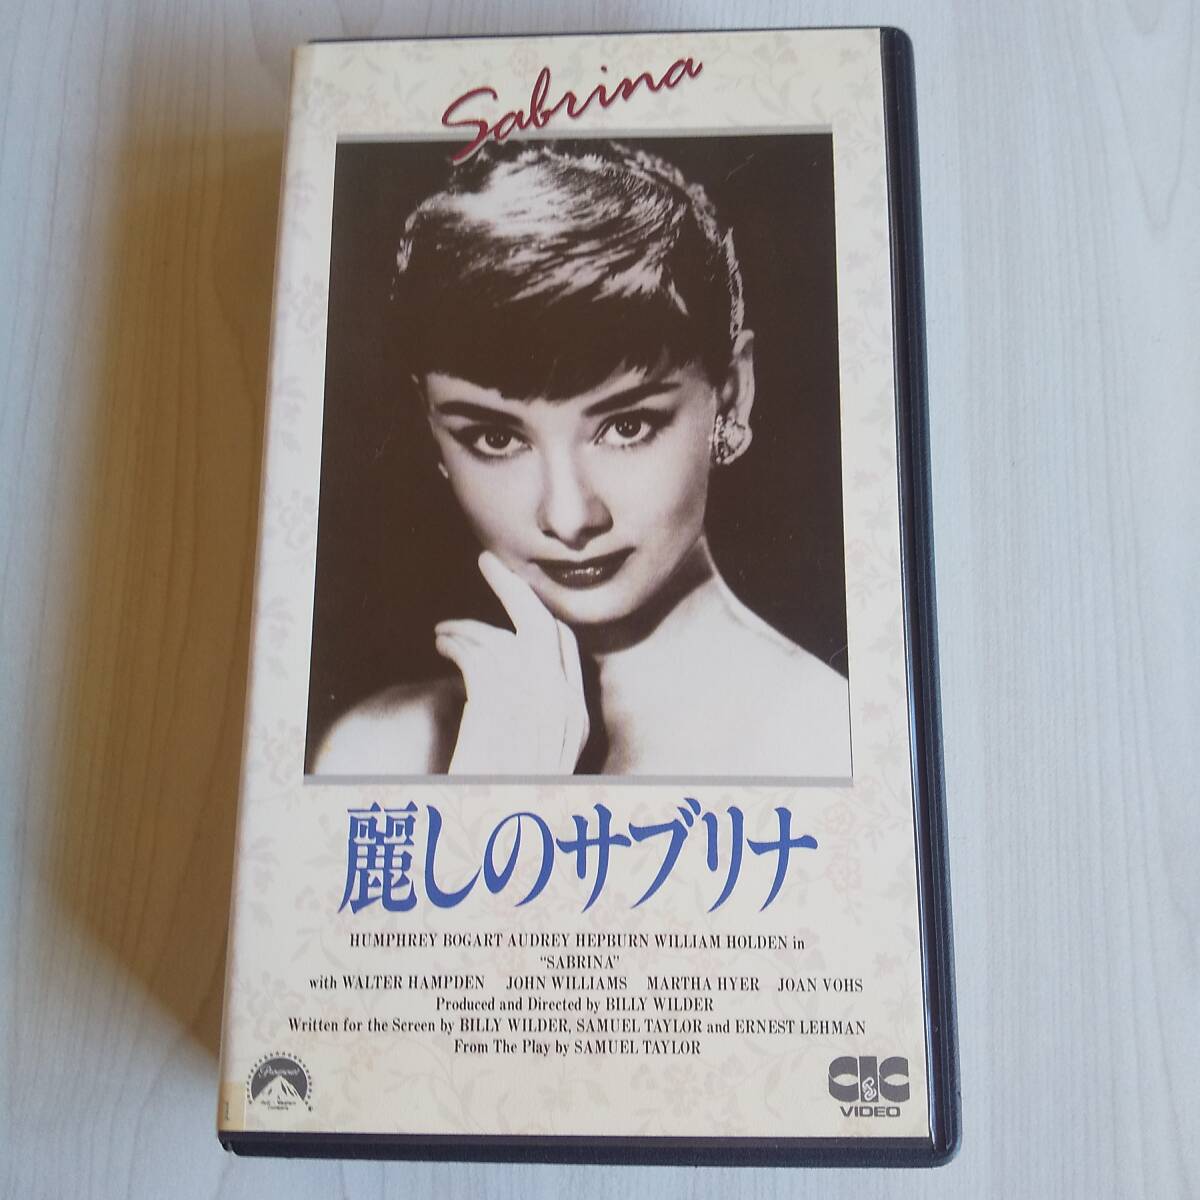 Sabrina
麗しのサブリナ
HUMPHREY BOGART AUDREY HEPBURN WILLIAM HOLDEN in
“SABRINA”
with WALTER HAMPDEN JOHN WILLIAMS MARTHA HYER JOAN VOHS
Produced and Directed by BILLY WILDER
Written for the Screen by BILLY WILDER, SAMUEL TAYLOR and ERNEST LEHMAN
From The Play by SAMUEL TAYLOR
Paramount
CIC
VIDEO